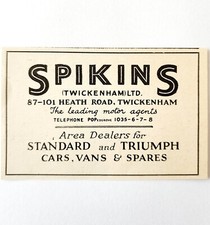 SPIKINS
(TWICKENHAM) LTD.
87-101 HEATH ROAD, TWICKENHAM
The leading motor agents
TELEPHONE POPESGROVE 1035-6-7-8
Area Dealers for
STANDARD and TRIUMPH
CARS, VANS & SPARES